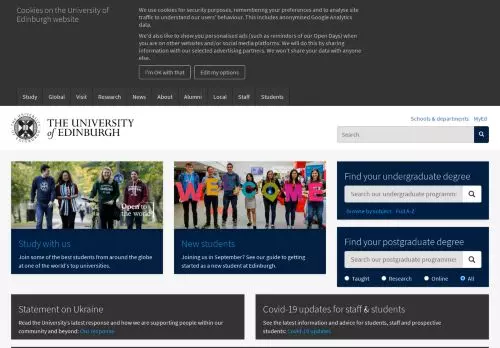 Cookies on the University of
Edinburgh website
We use cookies for security purposes, remembering your preferences and to analyse site
traffic to understand our users' behaviour. This includes anonymised Google Analytics
data.
We'd also like to show you personalised ads (such as reminders of our Open Days) when
you are on other websites and/or social media platforms. We will do this by sharing
information with our selected advertising partners. We won't share your data with
anyone else.
I'm OK with that
Edit my options
Study
Global
Visit
Research
News
About
Alumni
Local
Staff
Students
THE UNIVERSITY
of EDINBURGH
Schools & departments
MyEd
Search
Open to
the world
WELCOME
Study with us
Join some of the best students from around the globe
at one of the world's top universities.
New students
Joining us in September? See our guide to getting
started as a new student at Edinburgh.
Find your undergraduate degree
Search our undergraduate programm
Browse by subject
Full A-Z
Find your postgraduate degree
Search our postgraduate programmes
Taught
Research
Online
All
Statement on Ukraine
Read the University's latest response and how we are supporting people within our
community and beyond: Our response
Covid-19 updates for staff & students
See the latest information and advice for students, staff and prospective
students: Covid-19 updates